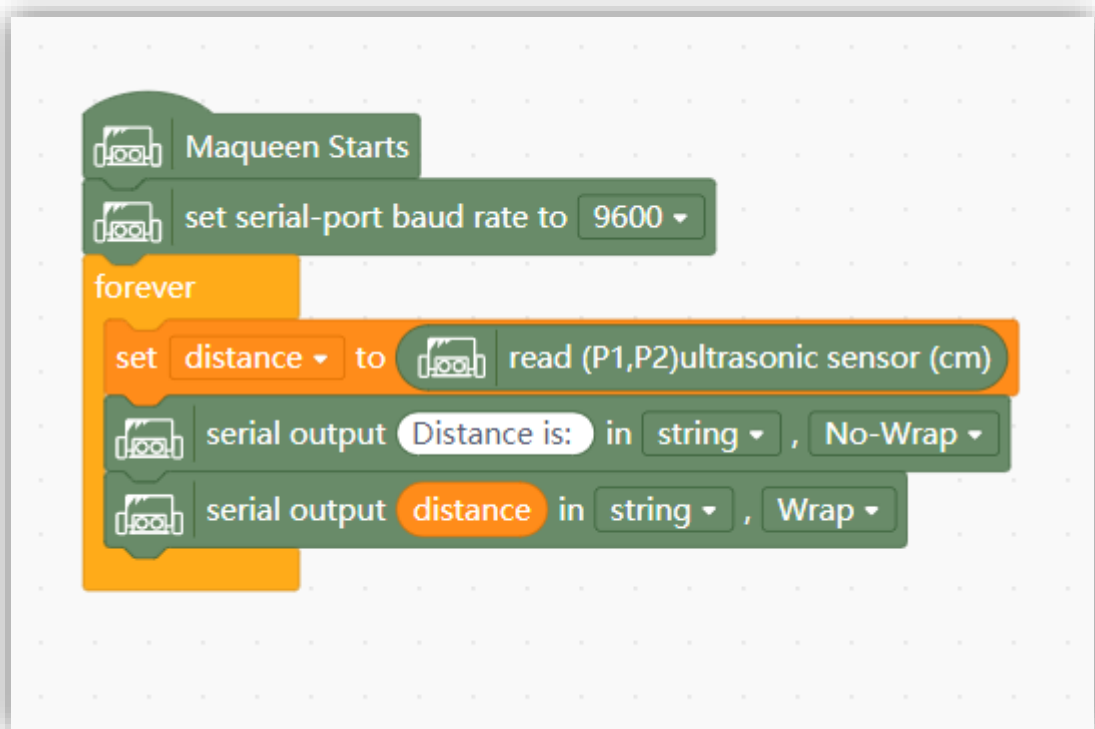 Maqueen Starts
set serial-port baud rate to 9600
forever
set distance to read (P1,P2)ultrasonic sensor (cm)
serial output Distance is: in string , No-Wrap
serial output distance in string , Wrap